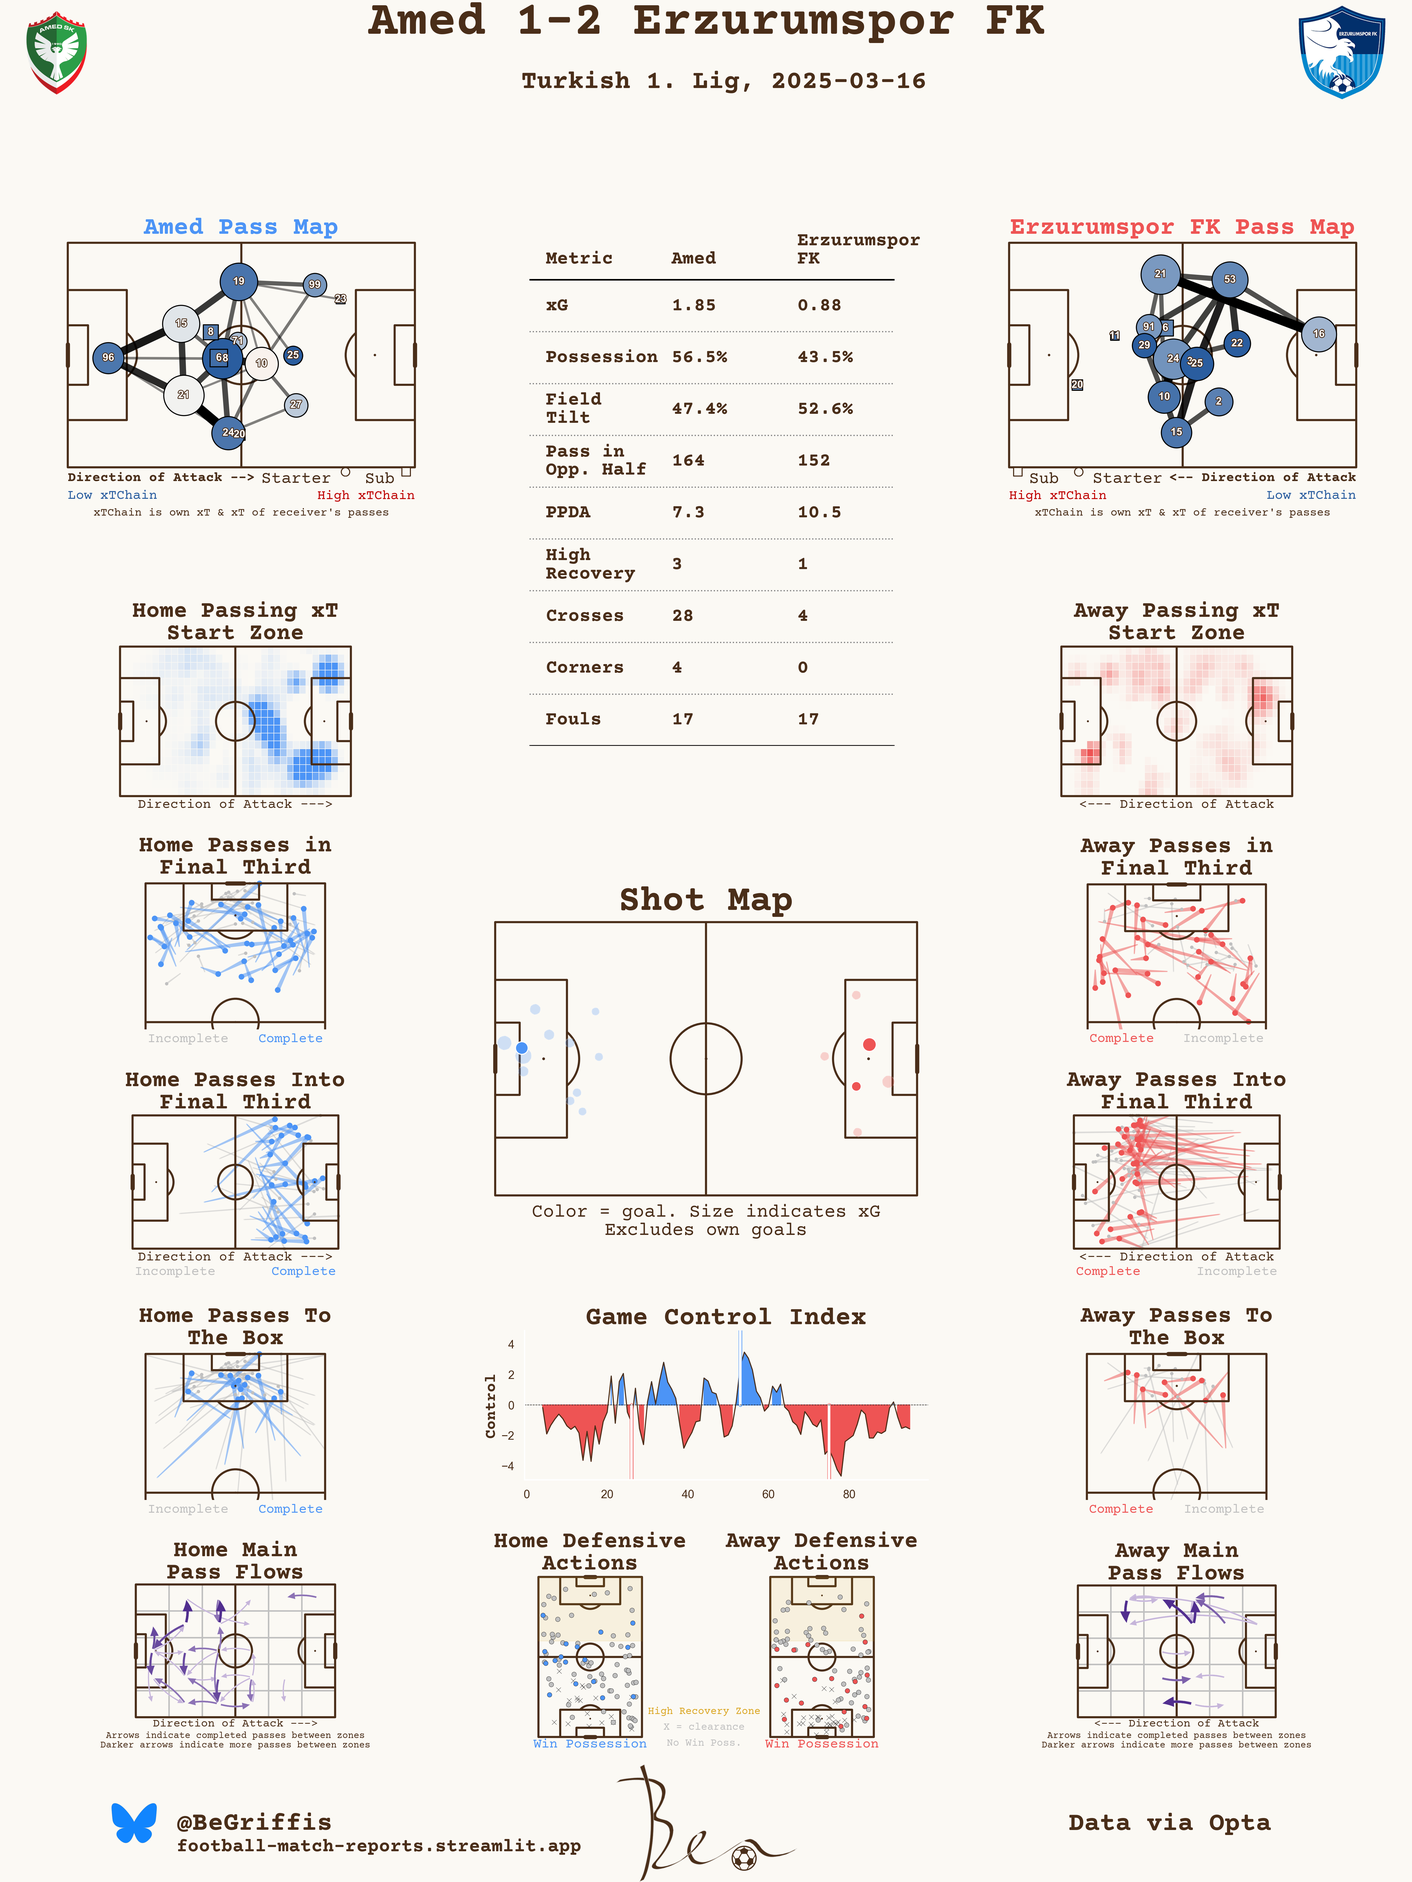 Amed 1-2 Erzurumspor FK
Turkish 1. Lig, 2025-03-16
AMED SK
ERZURUMSPOR FK
Amed Pass Map
19
99
23
15
8
71
96
68
10
25
21
27
24
20
Direction of Attack --> Starter Sub
Low xTChain High xTChain
xTChain is own xT & xT of receiver's passes
Metric Amed Erzurumspor FK
xG 1.85 0.88
Possession 56.5% 43.5%
Field Tilt 47.4% 52.6%
Pass in Opp. Half 164 152
PPDA 7.3 10.5
High Recovery 3 1
Crosses 28 4
Corners 4 0
Fouls 17 17
Erzurumspor FK Pass Map
21
53
91
6
11
16
29
22
24
25
20
10
2
15
Sub Starter <-- Direction of Attack
High xTChain Low xTChain
xTChain is own xT & xT of receiver's passes
Home Passing xT
Start Zone
Direction of Attack --->
Away Passing xT
Start Zone
<--- Direction of Attack
Home Passes in
Final Third
Incomplete Complete
Away Passes in
Final Third
Complete Incomplete
Shot Map
Color = goal. Size indicates xG
Excludes own goals
Home Passes Into
Final Third
Direction of Attack --->
Incomplete Complete
Away Passes Into
Final Third
<--- Direction of Attack
Complete Incomplete
Home Passes To
The Box
Incomplete Complete
Game Control Index
Control
4
2
0
−2
−4
0 20 40 60 80
Away Passes To
The Box
Complete Incomplete
Home Main
Pass Flows
Direction of Attack --->
Arrows indicate completed passes between zones
Darker arrows indicate more passes between zones
Home Defensive
Actions
Win Possession
Away Defensive
Actions
Win Possession
High Recovery Zone
X = clearance
No Win Poss.
Away Main
Pass Flows
<--- Direction of Attack
Arrows indicate completed passes between zones
Darker arrows indicate more passes between zones
@BeGriffis
football-match-reports.streamlit.app
Ben
Data via Opta